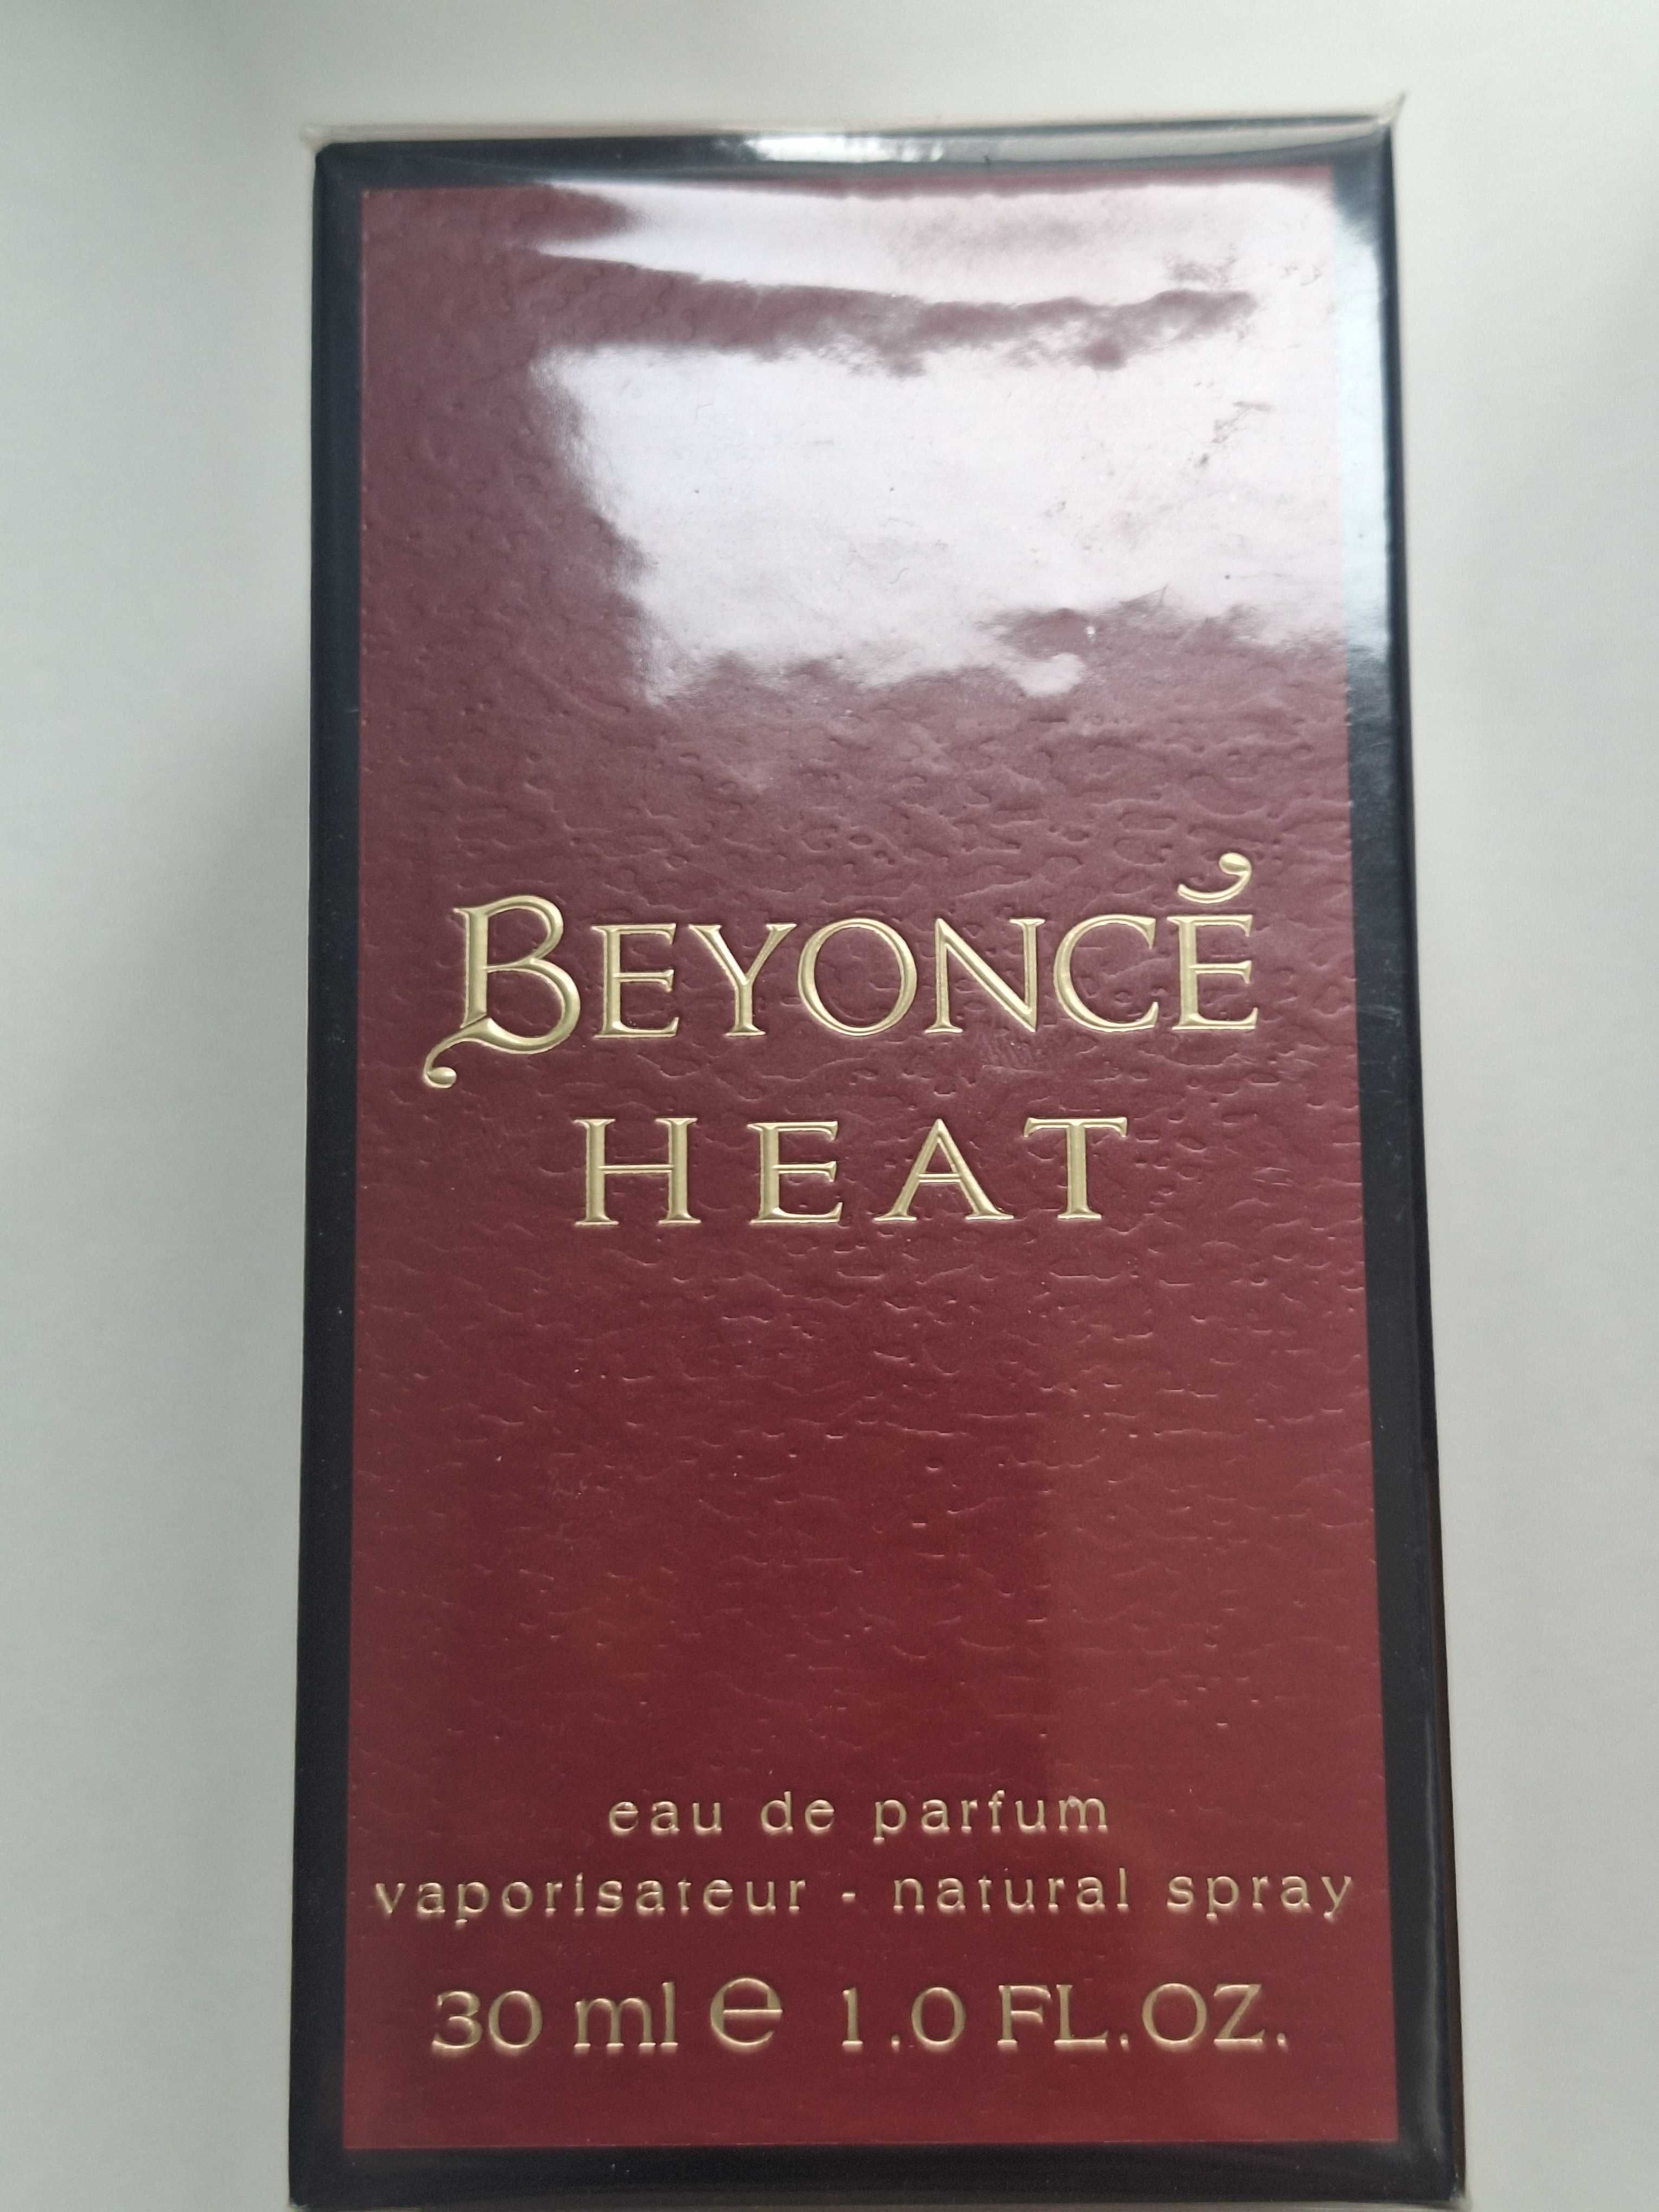 BEYONCÉ
HEAT
eau de parfum
vaporisateur - natural spray
30 ml ℮ 1.0 FL.OZ.